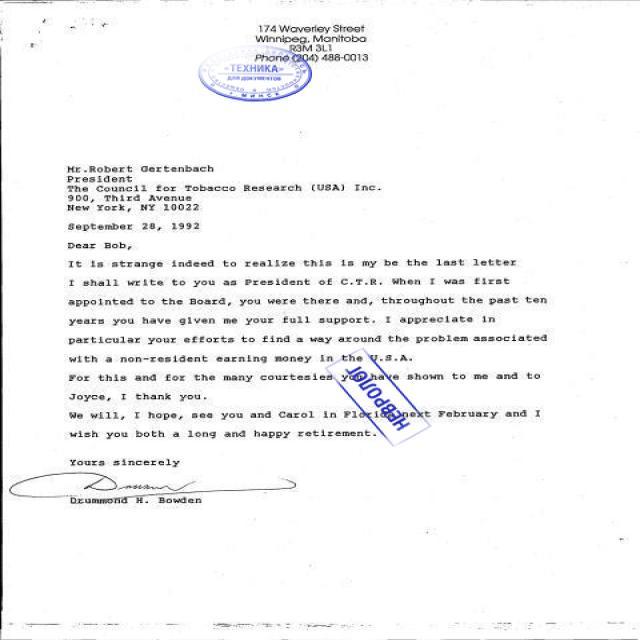 174 Waverley Street
Winnipeg, Manitoba
R3M 3L1
Phone (204) 488-0013
«ТЕХНИКА»
ДЛЯ ДОКУМЕНТОВ
МИНСК
Mr.Robert Gertenbach
President
The Council for Tobacco Research (USA) Inc.
900, Third Avenue
New York, NY 10022
September 28, 1992
Dear Bob,
It is strange indeed to realize this is my be the last letter
I shall write to you as President of C.T.R. When I was first
appointed to the Board, you were there and, throughout the past ten
years you have given me your full support. I appreciate in
particular your efforts to find a way around the problem associated
with a non-resident earning money in the U.S.A.
For this and for the many courtesies you have shown to me and to
Joyce, I thank you.
We will, I hope, see you and Carol in Florida next February and I
wish you both a long and happy retirement.
НЕВРОЛОГ
Yours sincerely
Drummond H. Bowden